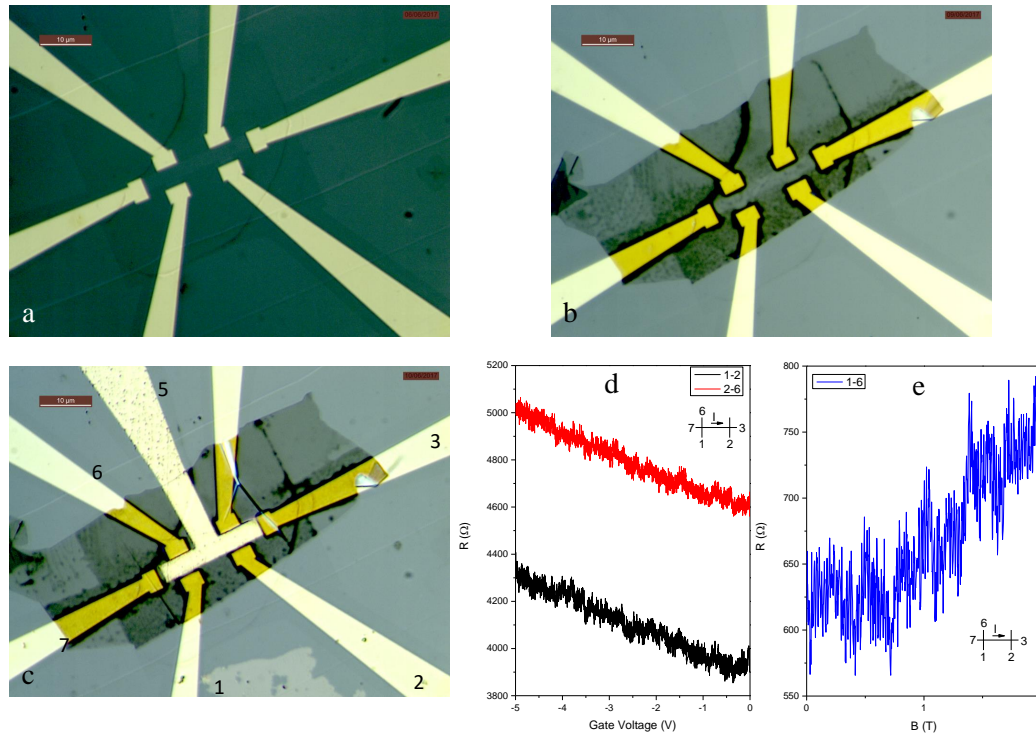 10 µm
a
b
10 µm
5
3
6
7
1
2
c
10 µm
d
1-2
2-6
6 I
7 3
1 2
R (Ω)
5200
5000
4800
4600
4400
4200
4000
3800
-5 -4 -3 -2 -1 0
Gate Voltage (V)
e
1-6
6 I
7 3
1 2
R (Ω)
800
750
700
650
600
550
0 1
B (T)